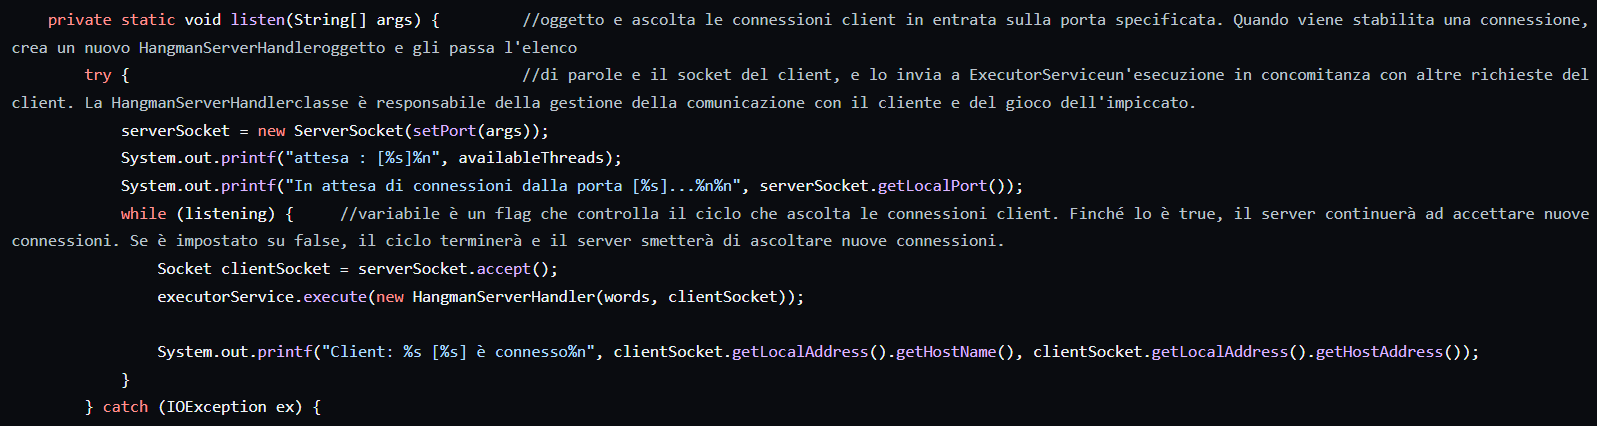 private static void listen(String[] args) {         //oggetto e ascolta le connessioni client in entrata sulla porta specificata. Quando viene stabilita una connessione,
crea un nuovo HangmanServerHandleroggetto e gli passa l'elenco
try {                                           //di parole e il socket del client, e lo invia a ExecutorServiceun'esecuzione in concomitanza con altre richieste del
client. La HangmanServerHandlerclasse è responsabile della gestione della comunicazione con il cliente e del gioco dell'impiccato.
serverSocket = new ServerSocket(setPort(args));
System.out.printf("attesa : [%s]%n", availableThreads);
System.out.printf("In attesa di connessioni dalla porta [%s]...%n%n", serverSocket.getLocalPort());
while (listening) {     //variabile è un flag che controlla il ciclo che ascolta le connessioni client. Finché lo è true, il server continuerà ad accettare nuove
connessioni. Se è impostato su false, il ciclo terminerà e il server smetterà di ascoltare nuove connessioni.
Socket clientSocket = serverSocket.accept();
executorService.execute(new HangmanServerHandler(words, clientSocket));
System.out.printf("Client: %s [%s] è connesso%n", clientSocket.getLocalAddress().getHostName(), clientSocket.getLocalAddress().getHostAddress());
}
} catch (IOException ex) {